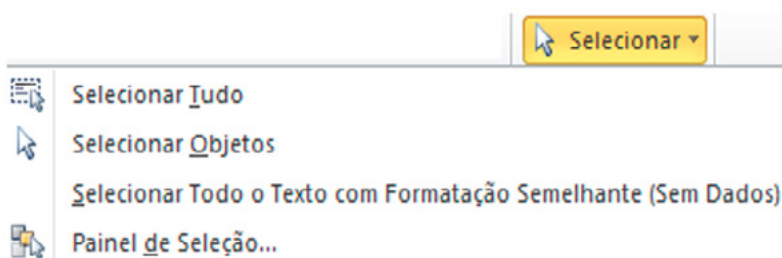 Selecionar
Selecionar Tudo
Selecionar Objetos
Selecionar Todo o Texto com Formatação Semelhante (Sem Dados)
Painel de Seleção...